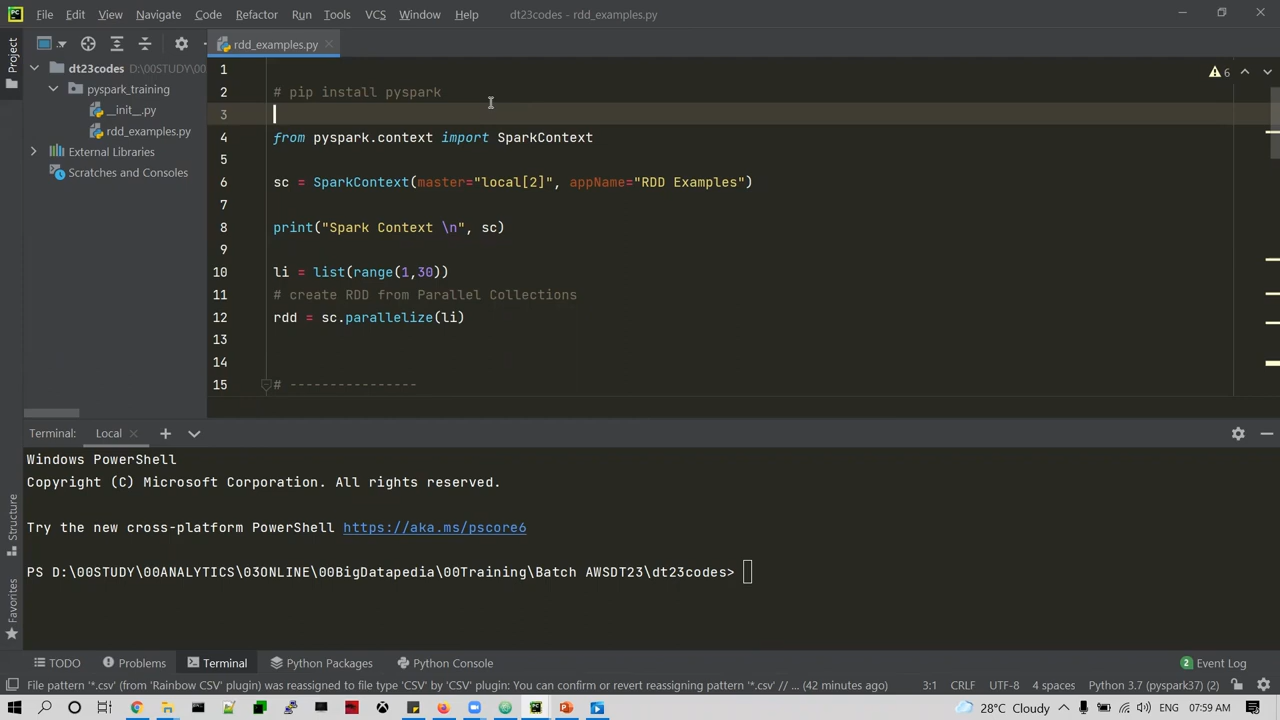 File Edit View Navigate Code Refactor Run Tools VCS Window Help dt23codes - rdd_examples.py
Project
rdd_examples.py
dt23codes D:\00STUDY\00
pyspark_training
__init__.py
rdd_examples.py
External Libraries
Scratches and Consoles
6
1
2 # pip install pyspark
3
4 from pyspark.context import SparkContext
5
6 sc = SparkContext(master="local[2]", appName="RDD Examples")
7
8 print("Spark Context \n", sc)
9
10 li = list(range(1,30))
11 # create RDD from Parallel Collections
12 rdd = sc.parallelize(li)
13
14
15 # ----------------
Terminal: Local
Windows PowerShell
Copyright (C) Microsoft Corporation. All rights reserved.
Try the new cross-platform PowerShell https://aka.ms/pscore6
PS D:\00STUDY\00ANALYTICS\03ONLINE\00BigDatapedia\00Training\Batch AWSDT23\dt23codes>
Structure
Favorites
TODO Problems Terminal Python Packages Python Console 2 Event Log
File pattern '*.csv' (from 'Rainbow CSV' plugin) was reassigned to file type 'CSV' by 'CSV' plugin: You can confirm or revert reassigning pattern '*.csv' // ... (42 minutes ago) 3:1 CRLF UTF-8 4 spaces Python 3.7 (pyspark37) (2)
28°C Cloudy ENG 07:59 AM